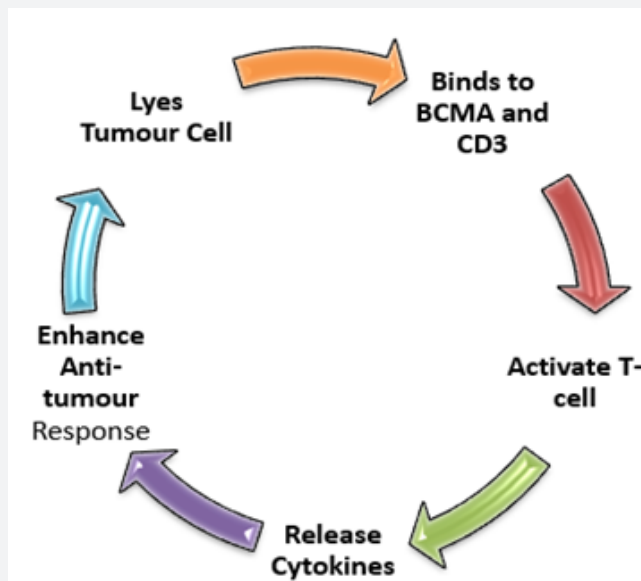 Lyes
Tumour Cell
Binds to
BCMA and
CD3
Activate T-
cell
Release
Cytokines
Enhance
Anti-
tumour
Response